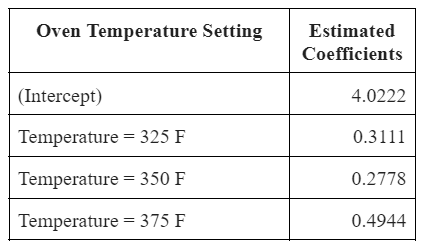 Oven Temperature Setting Estimated
Coefficients
(Intercept) 4.0222
Temperature = 325 F 0.3111
Temperature = 350 F 0.2778
Temperature = 375 F 0.4944